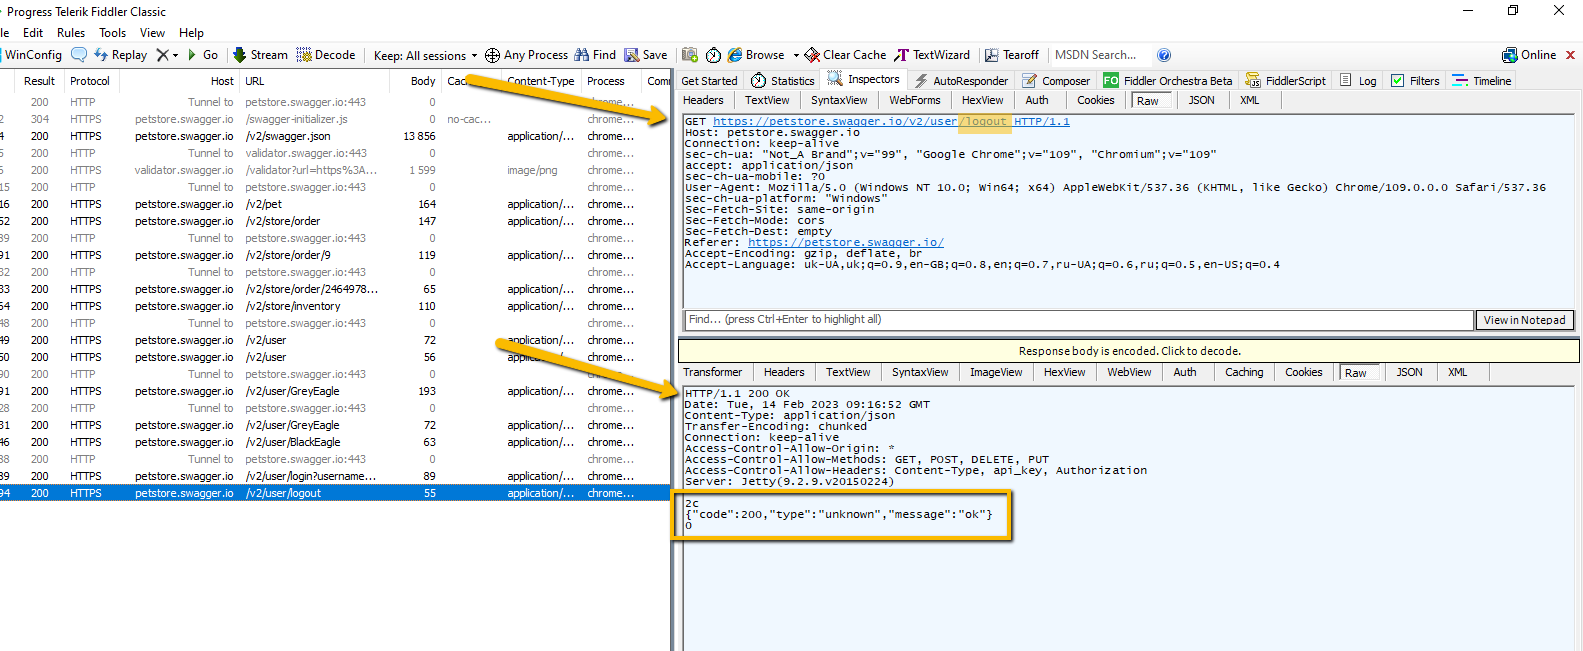 Progress Telerik Fiddler Classic
le Edit Rules Tools View Help
WinConfig Replay Go Stream Decode Keep: All sessions Any Process Find Save Browse Clear Cache TextWizard Tearoff MSDN Search... Online
Result Protocol Host URL Body Cac Content-Type Process Com
200 HTTP Tunnel to petstore.swagger.io:443 0 chrome...
2 304 HTTPS petstore.swagger.io /swagger-initializer.js 0 no-cac... chrome...
4 200 HTTPS petstore.swagger.io /v2/swagger.json 13 856 application/... chrome...
5 200 HTTP Tunnel to validator.swagger.io:443 0 chrome...
6 200 HTTPS validator.swagger.io /validator?url=https%3A... 1 599 image/png chrome...
15 200 HTTP Tunnel to petstore.swagger.io:443 0 chrome...
16 200 HTTPS petstore.swagger.io /v2/pet 164 application/... chrome...
52 200 HTTPS petstore.swagger.io /v2/store/order 147 application/... chrome...
39 200 HTTP Tunnel to petstore.swagger.io:443 0 chrome...
91 200 HTTPS petstore.swagger.io /v2/store/order/9 119 application/... chrome...
32 200 HTTP Tunnel to petstore.swagger.io:443 0 chrome...
33 200 HTTPS petstore.swagger.io /v2/store/order/2464978... 65 application/... chrome...
54 200 HTTPS petstore.swagger.io /v2/store/inventory 110 application/... chrome...
48 200 HTTP Tunnel to petstore.swagger.io:443 0 chrome...
49 200 HTTPS petstore.swagger.io /v2/user 72 application/... chrome...
50 200 HTTPS petstore.swagger.io /v2/user 56 application/... chrome...
90 200 HTTP Tunnel to petstore.swagger.io:443 0 chrome...
91 200 HTTPS petstore.swagger.io /v2/user/GreyEagle 193 application/... chrome...
28 200 HTTP Tunnel to petstore.swagger.io:443 0 chrome...
31 200 HTTPS petstore.swagger.io /v2/user/GreyEagle 72 application/... chrome...
46 200 HTTPS petstore.swagger.io /v2/user/BlackEagle 63 application/... chrome...
38 200 HTTP Tunnel to petstore.swagger.io:443 0 chrome...
39 200 HTTPS petstore.swagger.io /v2/user/login?username... 89 application/... chrome...
94 200 HTTPS petstore.swagger.io /v2/user/logout 55 application/... chrome...
Get Started Statistics Inspectors AutoResponder Composer FO Fiddler Orchestra Beta FiddlerScript Log Filters Timeline
Headers TextView SyntaxView WebForms HexView Auth Cookies Raw JSON XML
GET https://petstore.swagger.io/v2/user/logout HTTP/1.1
Host: petstore.swagger.io
Connection: keep-alive
sec-ch-ua: "Not_A Brand";v="99", "Google Chrome";v="109", "Chromium";v="109"
accept: application/json
sec-ch-ua-mobile: ?0
User-Agent: Mozilla/5.0 (Windows NT 10.0; Win64; x64) AppleWebKit/537.36 (KHTML, like Gecko) Chrome/109.0.0.0 Safari/537.36
sec-ch-ua-platform: "Windows"
Sec-Fetch-Site: same-origin
Sec-Fetch-Mode: cors
Sec-Fetch-Dest: empty
Referer: https://petstore.swagger.io/
Accept-Encoding: gzip, deflate, br
Accept-Language: uk-UA,uk;q=0.9,en-GB;q=0.8,en;q=0.7,ru-UA;q=0.6,ru;q=0.5,en-US;q=0.4
Find... (press Ctrl+Enter to highlight all) View in Notepad
Response body is encoded. Click to decode.
Transformer Headers TextView SyntaxView ImageView HexView WebView Auth Caching Cookies Raw JSON XML
HTTP/1.1 200 OK
Date: Tue, 14 Feb 2023 09:16:52 GMT
Content-Type: application/json
Transfer-Encoding: chunked
Connection: keep-alive
Access-Control-Allow-Origin: *
Access-Control-Allow-Methods: GET, POST, DELETE, PUT
Access-Control-Allow-Headers: Content-Type, api_key, Authorization
Server: Jetty(9.2.9.v20150224)
2c
{"code":200,"type":"unknown","message":"ok"}
0